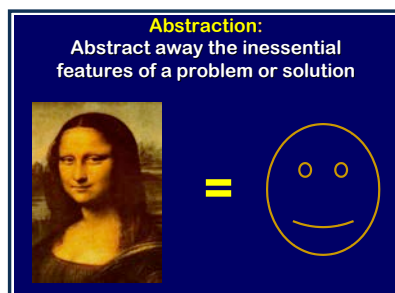 Abstraction:
Abstract away the inessential
features of a problem or solution
=